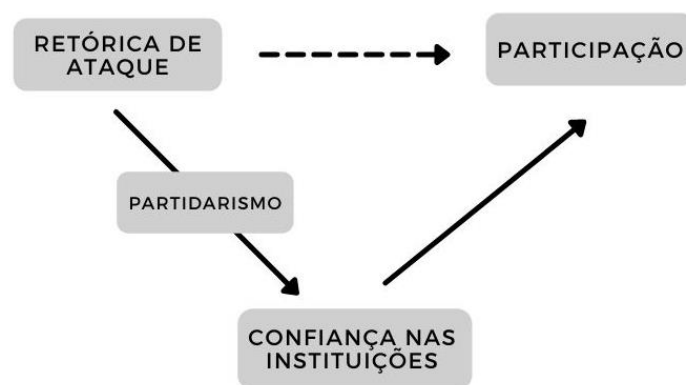 RETÓRICA DE
ATAQUE
PARTICIPAÇÃO
PARTIDARISMO
CONFIANÇA NAS
INSTITUIÇÕES